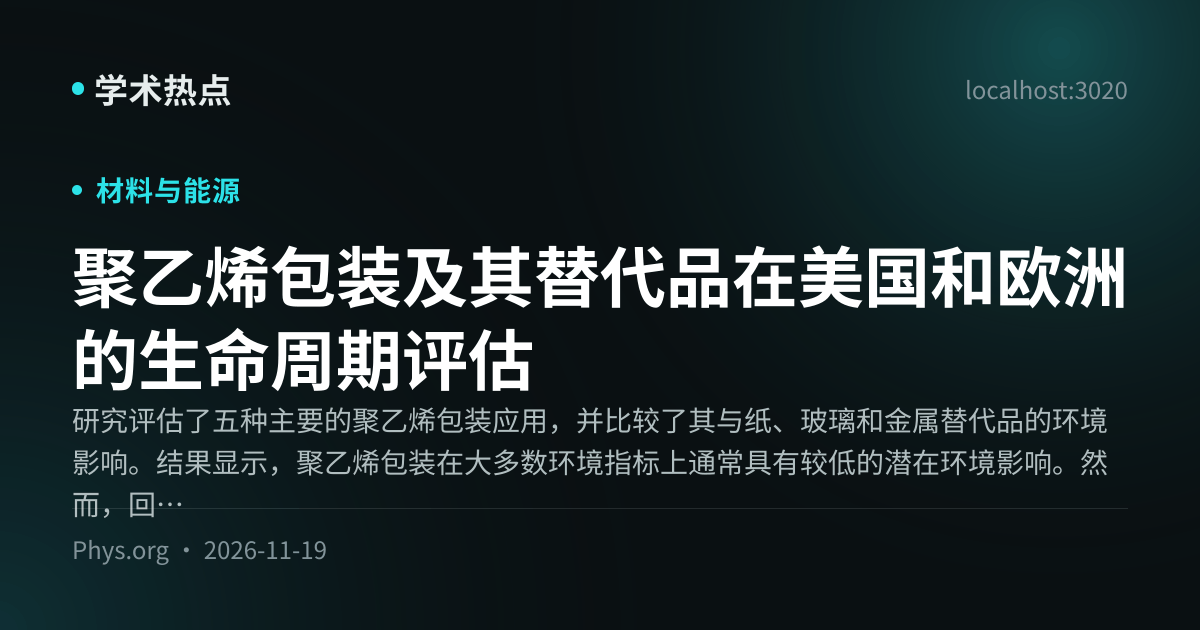 学术热点
localhost:3020
材料与能源
聚乙烯包装及其替代品在美国和欧洲
的生命周期评估
研究评估了五种主要的聚乙烯包装应用，并比较了其与纸、玻璃和金属替代品的环境
影响。结果显示，聚乙烯包装在大多数环境指标上通常具有较低的潜在环境影响。然
而，回…
Phys.org · 2026-11-19